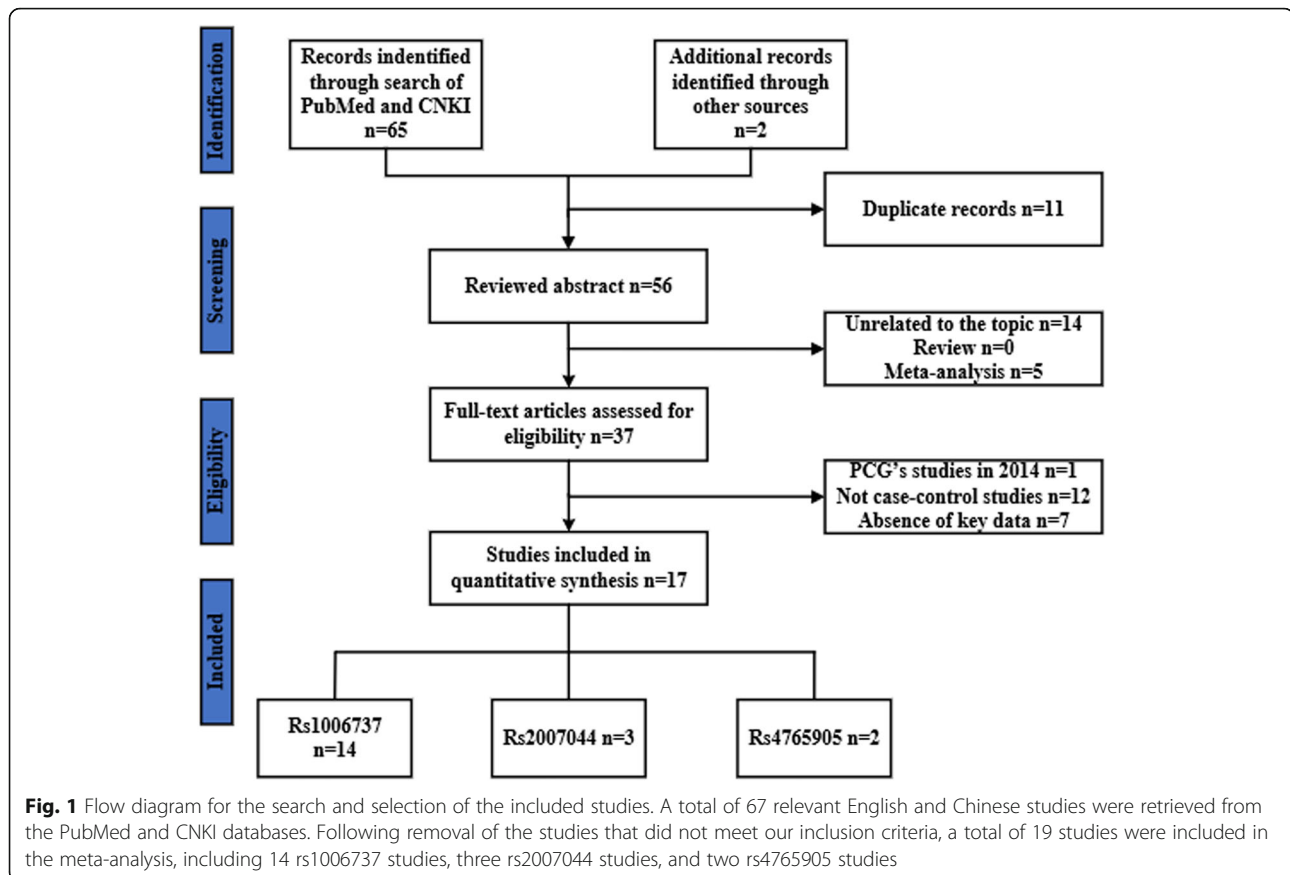 Identification
Records indentified
through search of
PubMed and CNKI
n=65
Additional records
identified through
other sources
n=2
Screening
Duplicate records n=11
Reviewed abstract n=56
Unrelated to the topic n=14
Review n=0
Meta-analysis n=5
Eligibility
Full-text articles assessed for
eligibility n=37
PCG's studies in 2014 n=1
Not case-control studies n=12
Absence of key data n=7
Studies included in
quantitative synthesis n=17
Included
Rs1006737
n=14
Rs2007044 n=3
Rs4765905 n=2
Fig. 1 Flow diagram for the search and selection of the included studies. A total of 67 relevant English and Chinese studies were retrieved from
the PubMed and CNKI databases. Following removal of the studies that did not meet our inclusion criteria, a total of 19 studies were included in
the meta-analysis, including 14 rs1006737 studies, three rs2007044 studies, and two rs4765905 studies